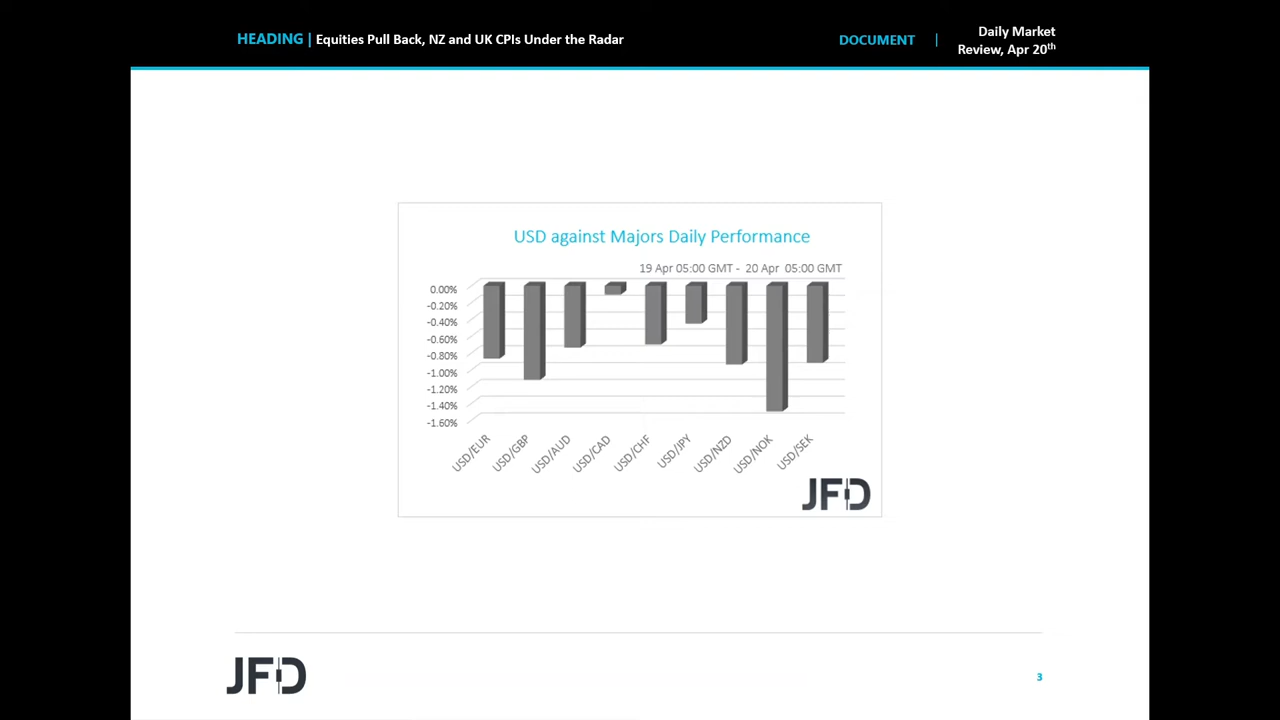 HEADING | Equities Pull Back, NZ and UK CPIs Under the Radar
DOCUMENT |
Daily Market
Review, Apr 20th
USD against Majors Daily Performance
19 Apr 05:00 GMT - 20 Apr 05:00 GMT
0.00%
-0.20%
-0.40%
-0.60%
-0.80%
-1.00%
-1.20%
-1.40%
-1.60%
USD/EUR
USD/GBP
USD/AUD
USD/CAD
USD/CHF
USD/JPY
USD/NZD
USD/NOK
USD/SEK
JFD
JFD
3